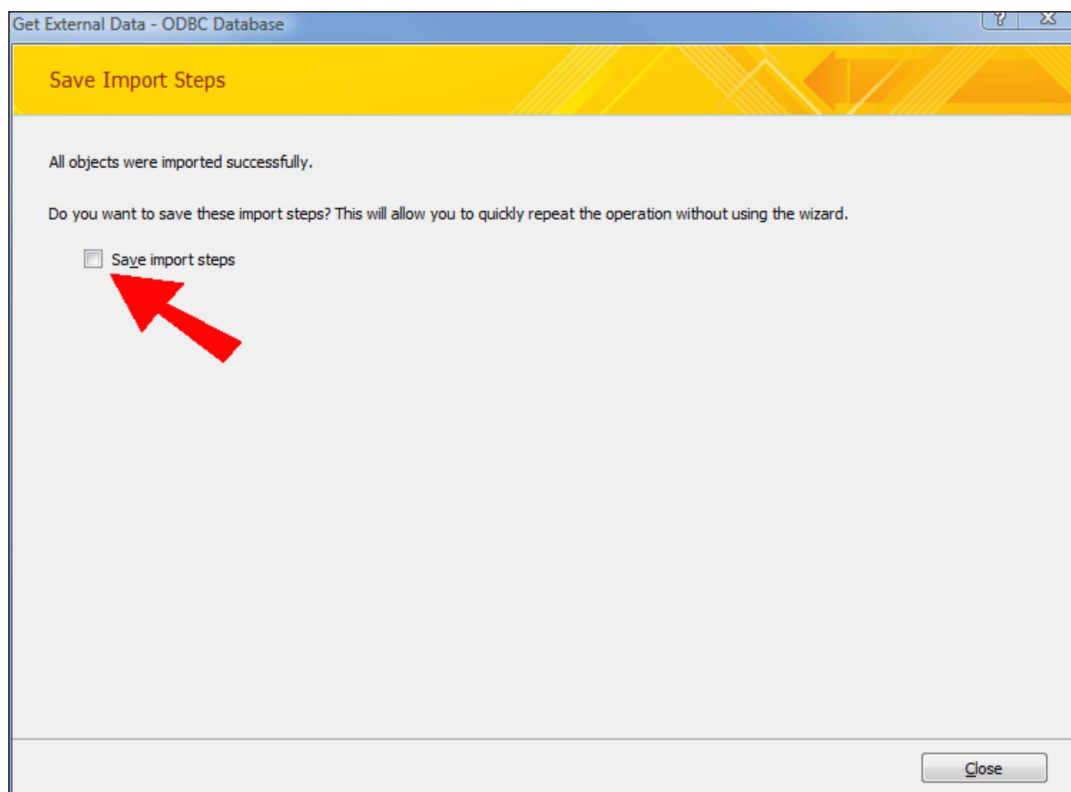 Get External Data - ODBC Database
Save Import Steps
All objects were imported successfully.
Do you want to save these import steps? This will allow you to quickly repeat the operation without using the wizard.
Save import steps
Close